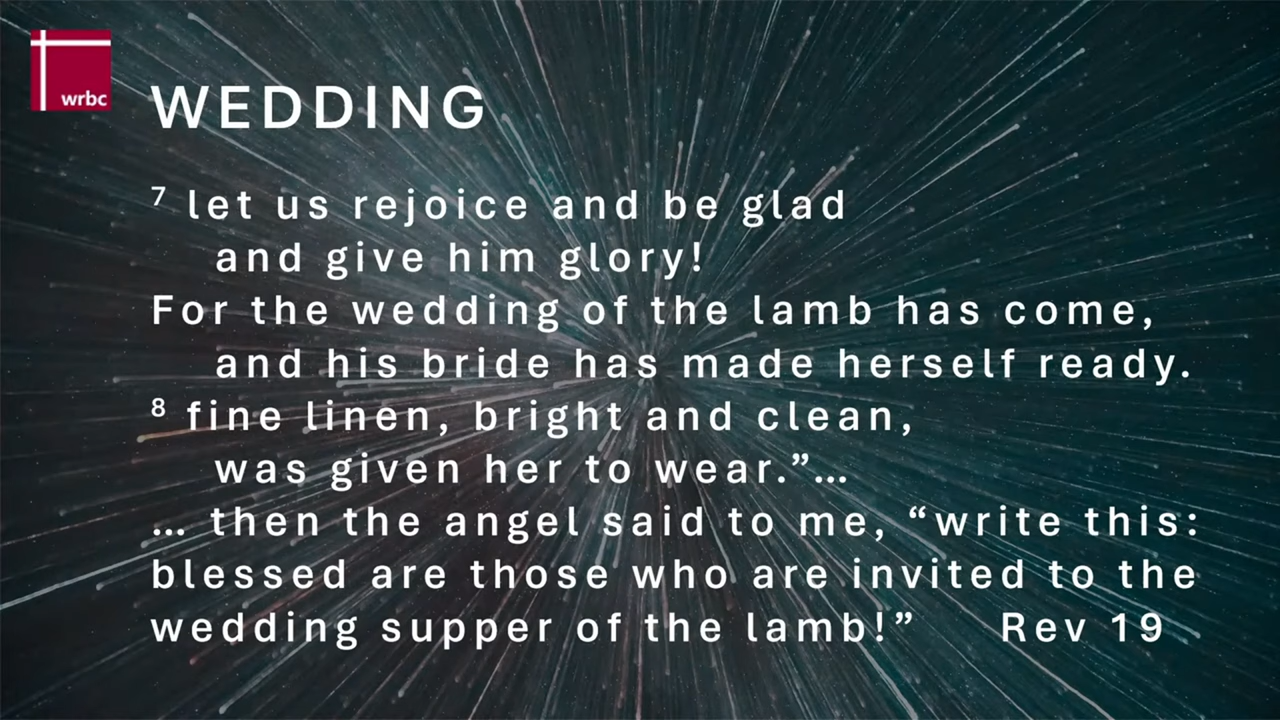 wrbc
WEDDING
⁷ let us rejoice and be glad
and give him glory!
For the wedding of the lamb has come,
and his bride has made herself ready.
⁸ fine linen, bright and clean,
was given her to wear.”…
… then the angel said to me, “write this:
blessed are those who are invited to the
wedding supper of the lamb!” Rev 19